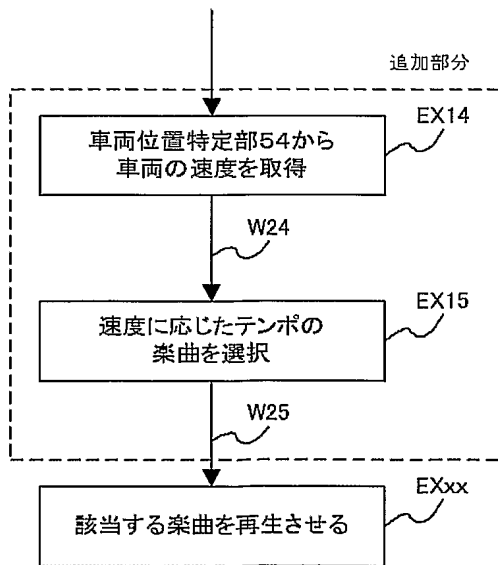 追加部分
EX14
車両位置特定部54から
車両の速度を取得
W24
EX15
速度に応じたテンポの
楽曲を選択
W25
EXxx
該当する楽曲を再生させる